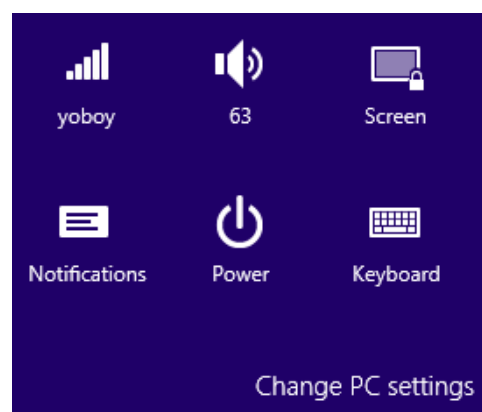 yoboy 63 Screen
Notifications Power Keyboard
Change PC settings